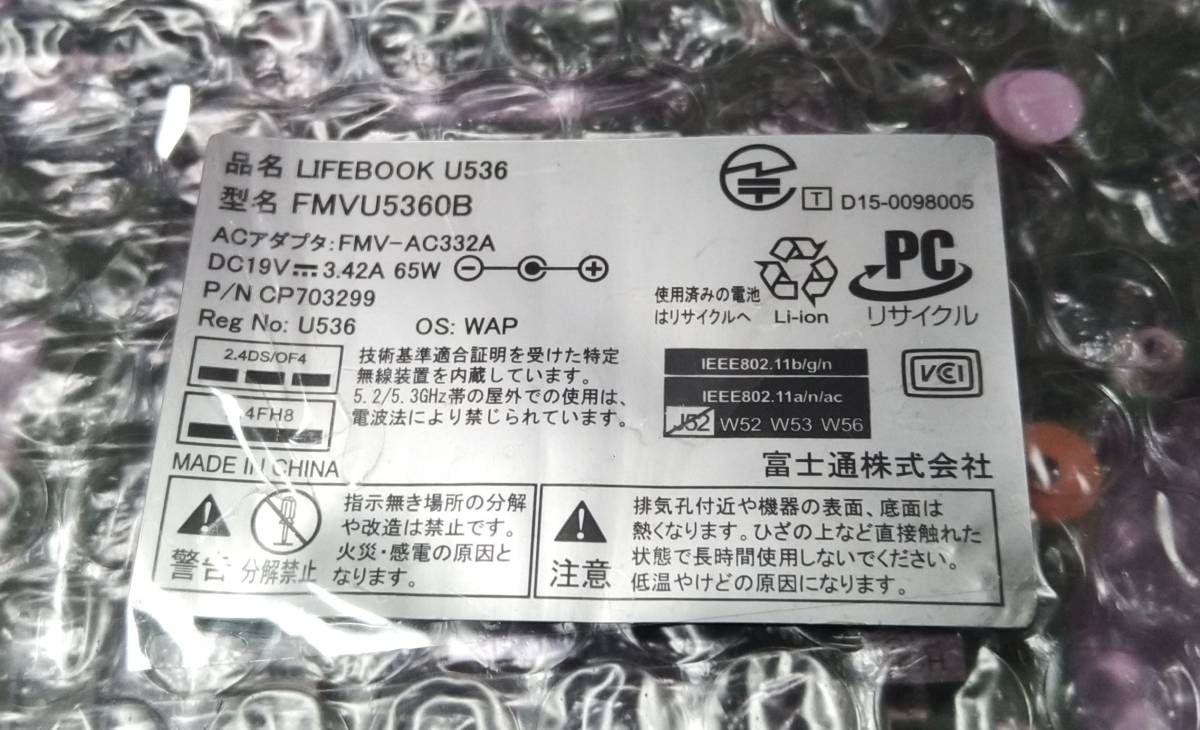 品名 LIFEBOOK U536
型名 FMVU5360B
ACアダプタ:FMV-AC332A
DC19V 3.42A 65W
P/N CP703299
Reg No: U536 OS: WAP
T D15-0098005
使用済みの電池
はリサイクルへ
Li-ion
PC
リサイクル
2.4DS/OF4
4FH8
技術基準適合証明を受けた特定
無線装置を内蔵しています。
5.2/5.3GHz帯の屋外での使用は、
電波法により禁じられています。
IEEE802.11b/g/n
IEEE802.11a/n/ac
J52 W52 W53 W56
VCI
MADE IN CHINA
富士通株式会社
警告
分解禁止
指示無き場所の分解
や改造は禁止です。
火災・感電の原因と
なります。
注意
排気孔付近や機器の表面、底面は
熱くなります。ひざの上など直接触れた
状態で長時間使用しないでください。
低温やけどの原因になります。